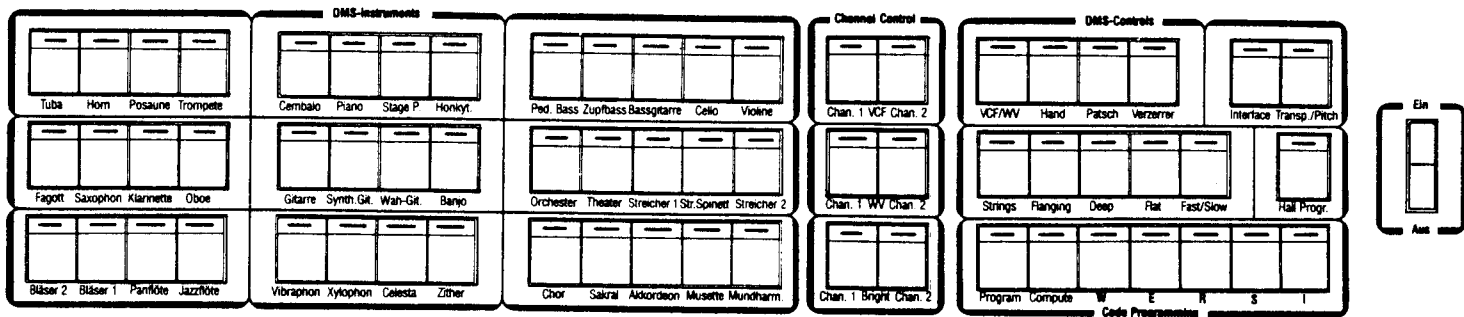 DMS-Instruments Channel Control DMS-Controls
Tuba Horn Posaune Trompete Cembalo Piano Stage P. Honkyt. Ped. Bass Zupfbass Bassgitarre Cello Violine Chan. 1 VCF Chan. 2 VCF/WV Hand Patsch Verzerrer Interface Transp./Pitch
Ein
Fagott Saxophon Klarinette Oboe Gitarre Synth.Git. Wah-Git. Banjo Orchester Theater Streicher 1 Str.Spinett Streicher 2 Chan. 1 WV Chan. 2 Strings Flanging Deep Flat Fast/Slow Hall Progr.
Aus
Bläser 2 Bläser 1 Panflöte Jazzflöte Vibraphon Xylophon Celesta Zither Chor Sakral Akkordeon Musette Mundharm. Chan. 1 Bright Chan. 2 Program Compute W E R S I
Code Programming